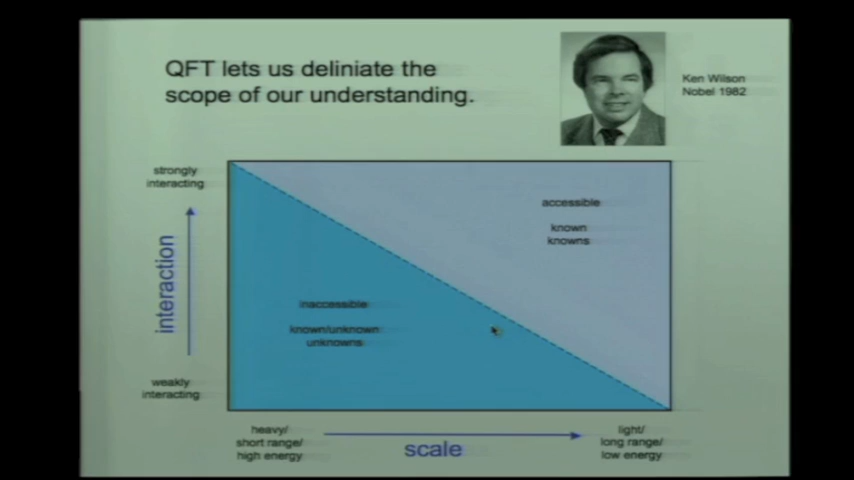 QFT lets us deliniate the
scope of our understanding.
Ken Wilson
Nobel 1982
strongly
interacting
accessible
known
knowns
interaction
inaccessible
known/unknown
unknowns
weakly
interacting
heavy/
short range/
high energy
scale
light/
long range/
low energy